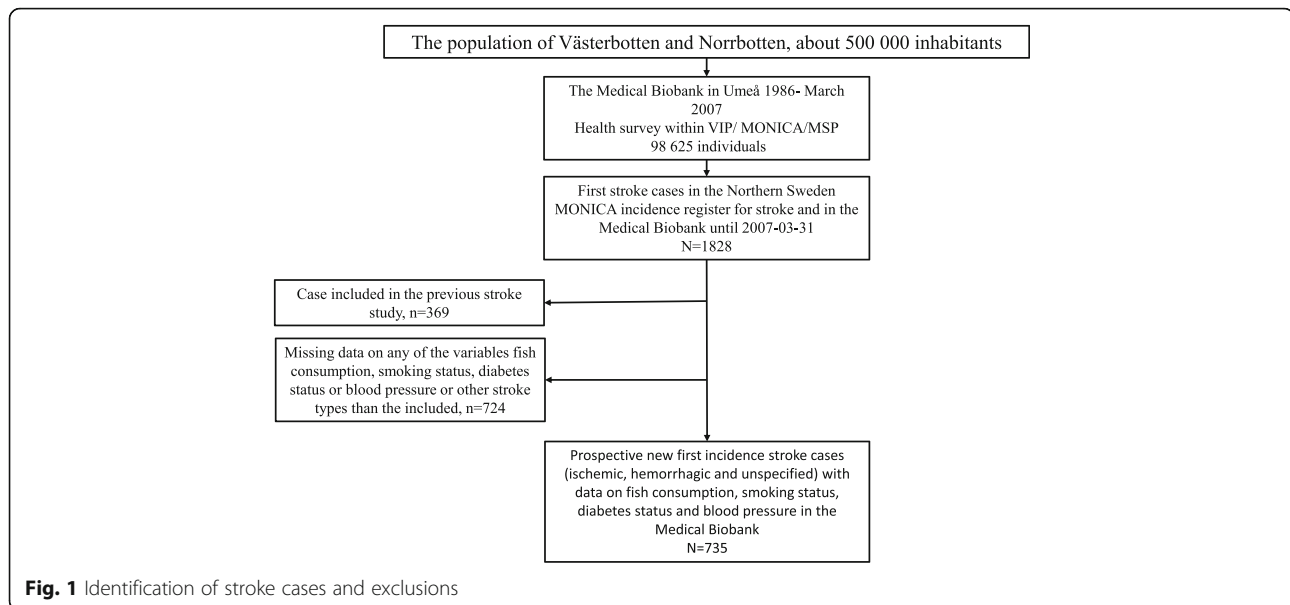 The population of Västerbotten and Norrbotten, about 500 000 inhabitants
The Medical Biobank in Umeå 1986- March
2007
Health survey within VIP/ MONICA/MSP
98 625 individuals
First stroke cases in the Northern Sweden
MONICA incidence register for stroke and in the
Medical Biobank until 2007-03-31
N=1828
Case included in the previous stroke
study, n=369
Missing data on any of the variables fish
consumption, smoking status, diabetes
status or blood pressure or other stroke
types than the included, n=724
Prospective new first incidence stroke cases
(ischemic, hemorrhagic and unspecified) with
data on fish consumption, smoking status,
diabetes status and blood pressure in the
Medical Biobank
N=735
Fig. 1 Identification of stroke cases and exclusions